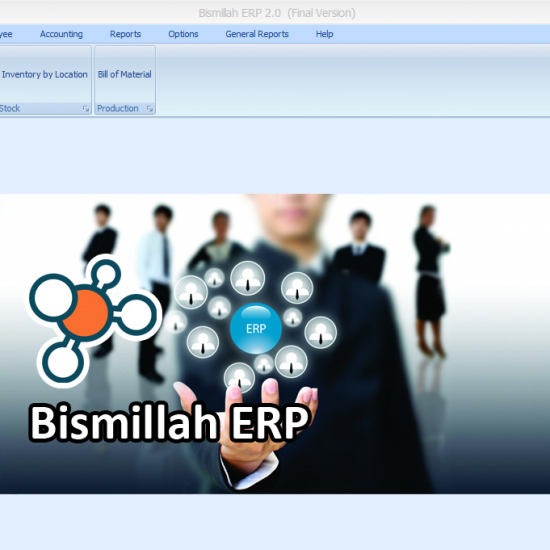 Bismillah ERP 2.0 (Final Version)
yee Accounting Reports Options General Reports Help
Inventory by Location Bill of Material
Stock Production
ERP
Bismillah ERP